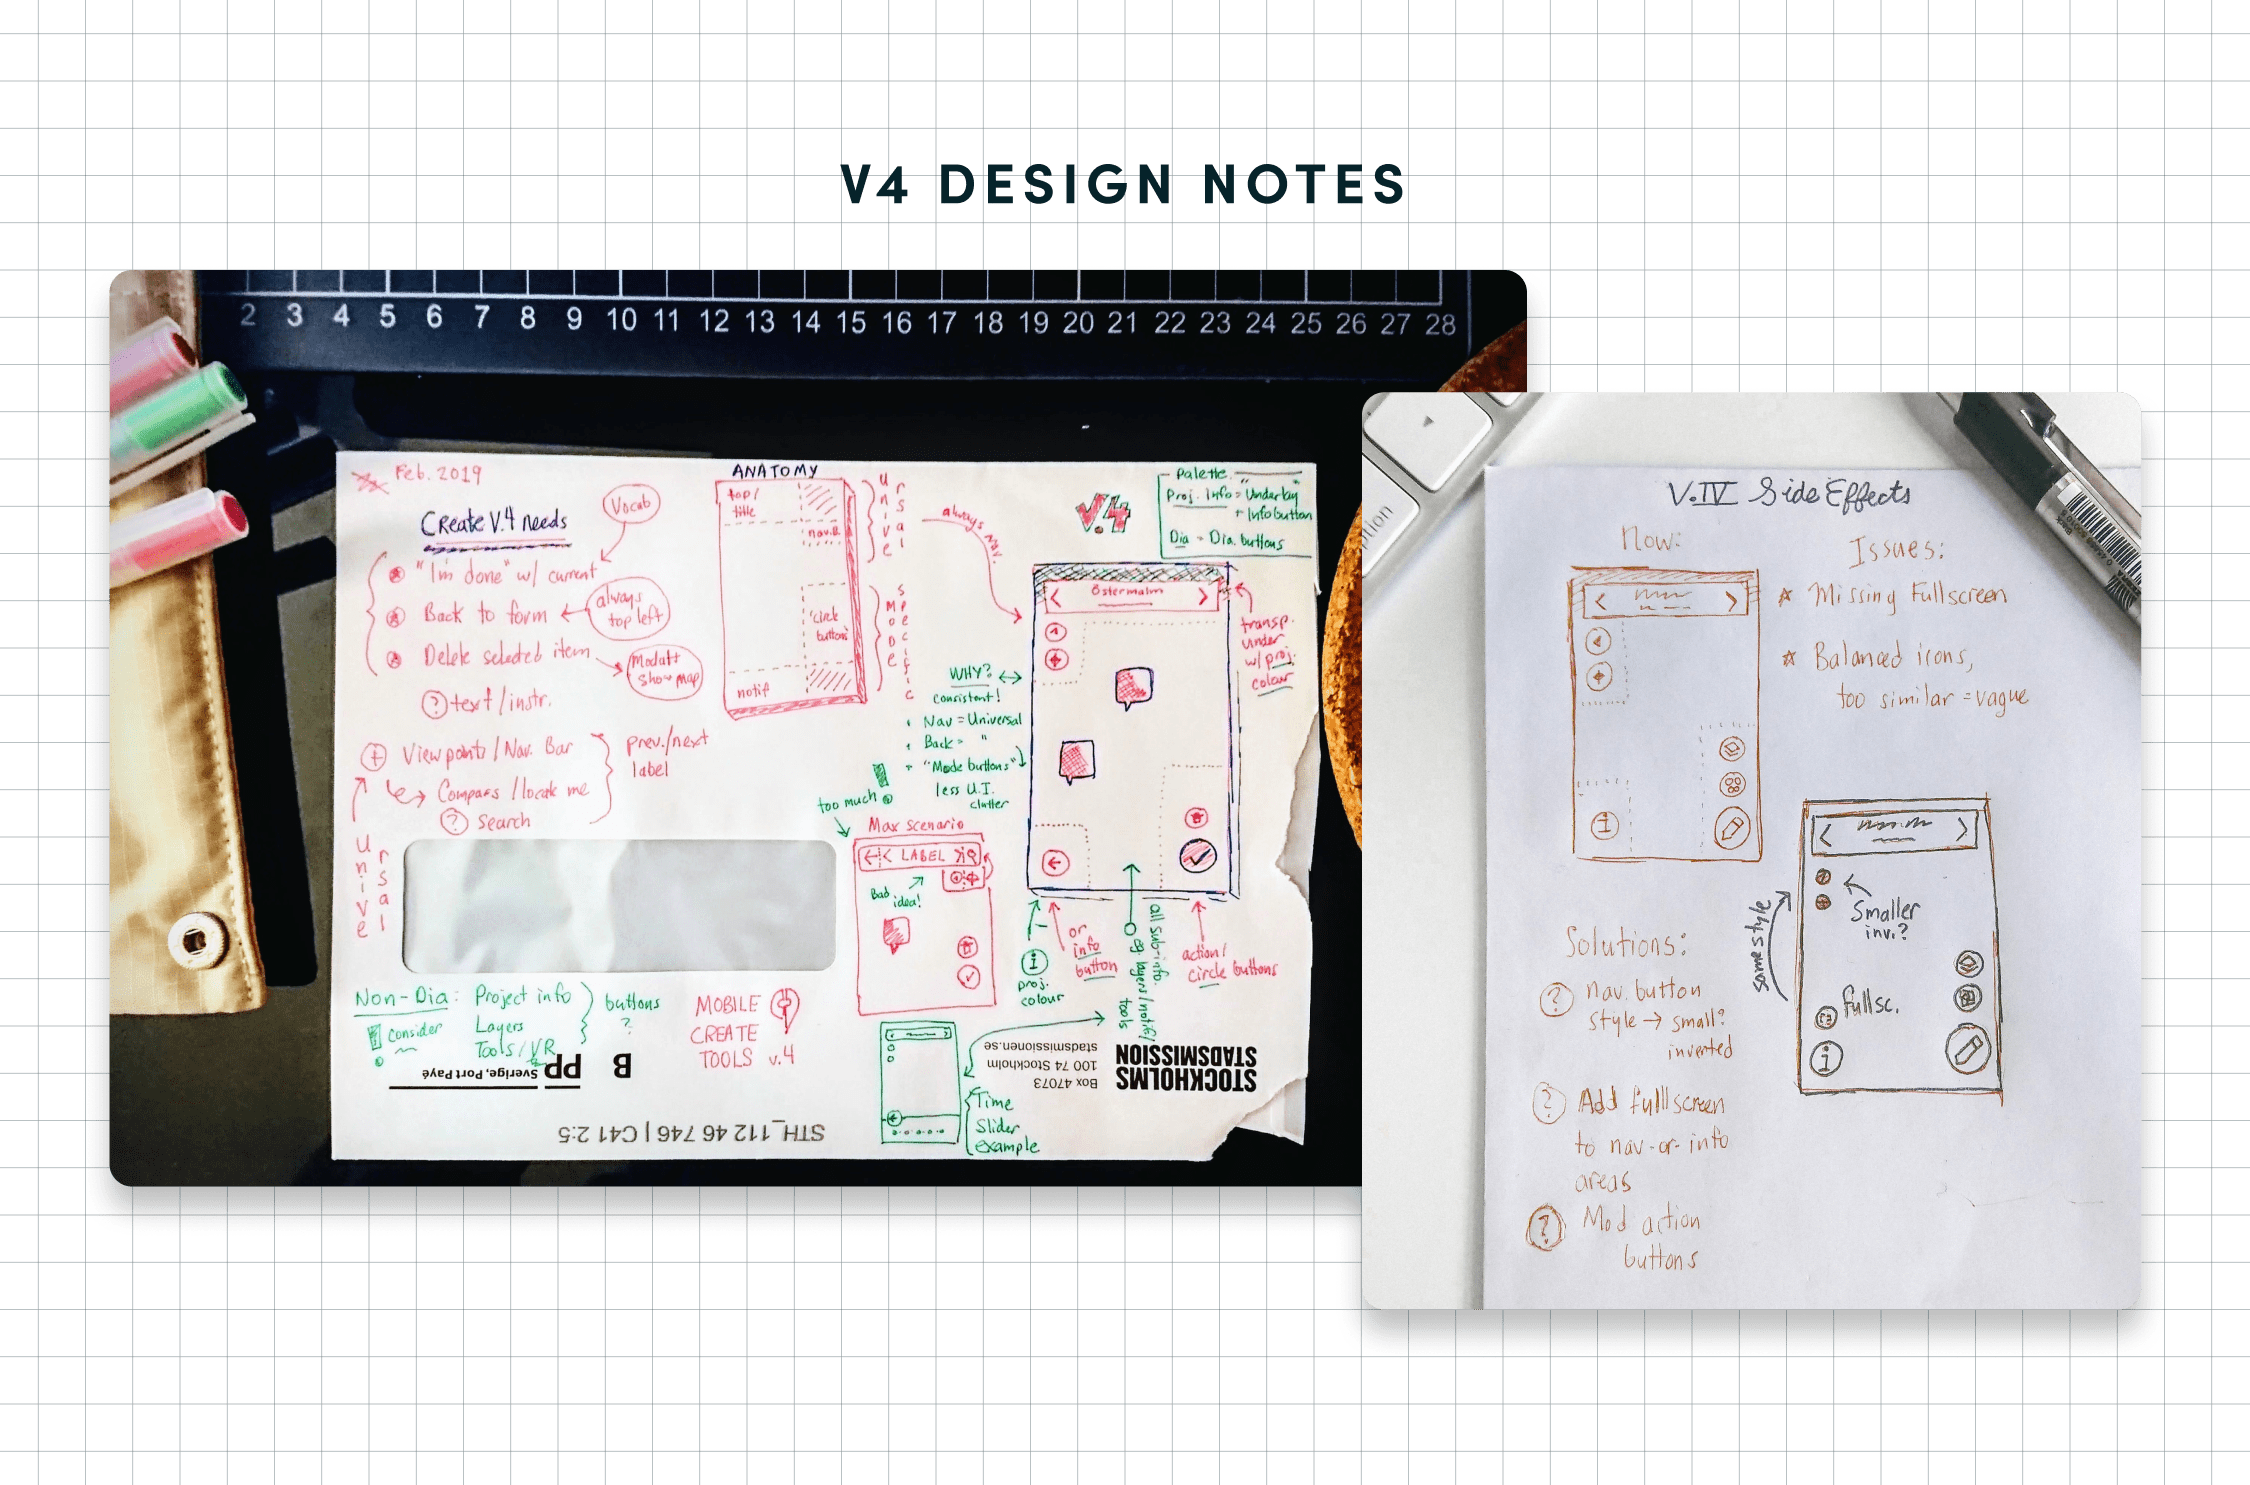 V4 DESIGN NOTES
2 3 4 5 6 7 8 9 10 11 12 13 14 15 16 17 18 19 20 21 22 23 24 25 26 27 28
Feb. 2019
Create V.4 needs
Vocab
"I'm done" w/ current
Back to form
always
top left
Delete selected item
Modal++
show map
? text/instr.
+ Viewpoints/Nav. Bar
Compass/locate me
? search
prev./next
label
Universal
ANATOMY
top/
title
nav.
"circle
buttons"
notif
Universal
MODE
Specific
always nav.
V.4
Palette
Proj. Info = "Underlay"
+ Infobutton
Dia = Dia. buttons
Östermalm
transp.
under
w/ proj.
colour
WHY?
consistent!
Nav = Universal
Back = "
"Mode buttons"
less U.I.
clutter
too much
Max scenario
LABEL
Bad
idea!
i
proj.
colour
or
info
button
all sub info.
eg layers/notif/
tools
action/
circle buttons
Non-Dia: Project info
Layers
Tools/VR
consider
buttons
?
MOBILE
CREATE
TOOLS v.4
Time
Slider
example
STOCKHOLMS
STADSMISSION
Box 47073
100 74 Stockholm
stadsmissionen.se
B
PP
Sverige, Port Payé
STH_112 46 746 | C41 2:5
ption
V.IV Side Effects
Now:
i
Issues:
Missing Fullscreen
Balanced icons,
too similar = vague
Solutions:
? nav. button
style → small?
inverted
? Add fullscreen
to nav-or-info
areas
? Mod action
buttons
same style
Smaller
inv.?
fullsc.
i